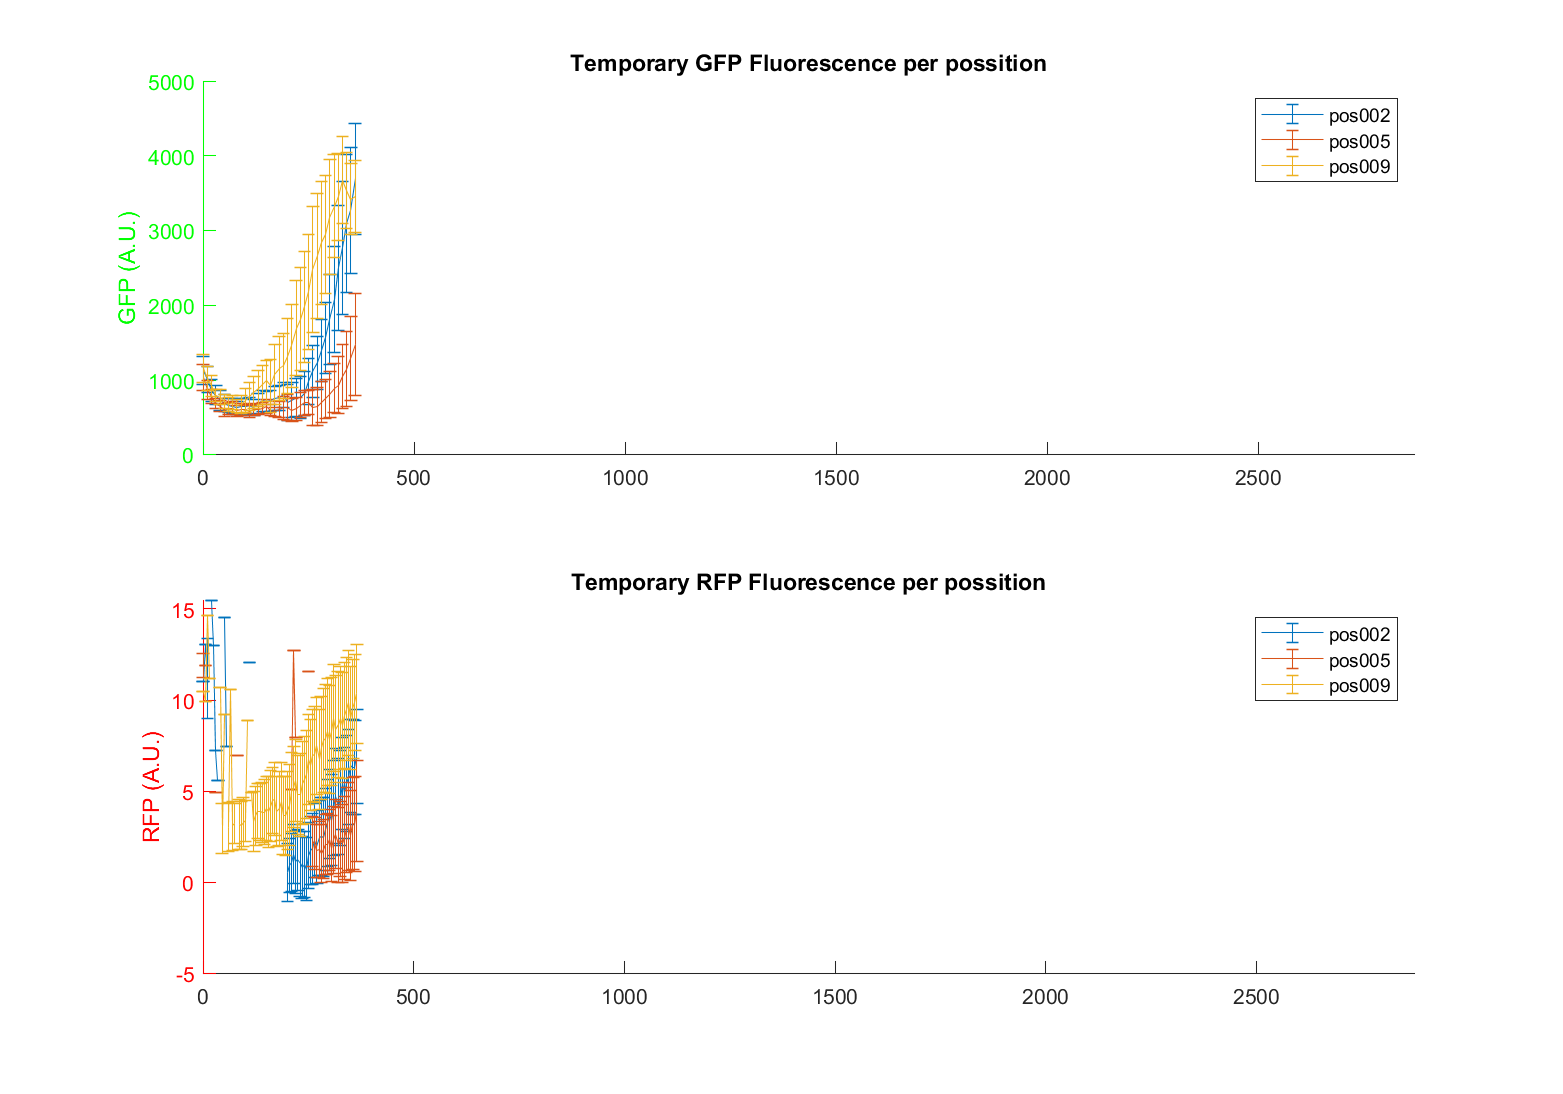 Temporary GFP Fluorescence per possition
5000
4000
3000
2000
1000
0
GFP (A.U.)
pos002
pos005
pos009
0 500 1000 1500 2000 2500
Temporary RFP Fluorescence per possition
15
10
5
0
-5
RFP (A.U.)
pos002
pos005
pos009
0 500 1000 1500 2000 2500